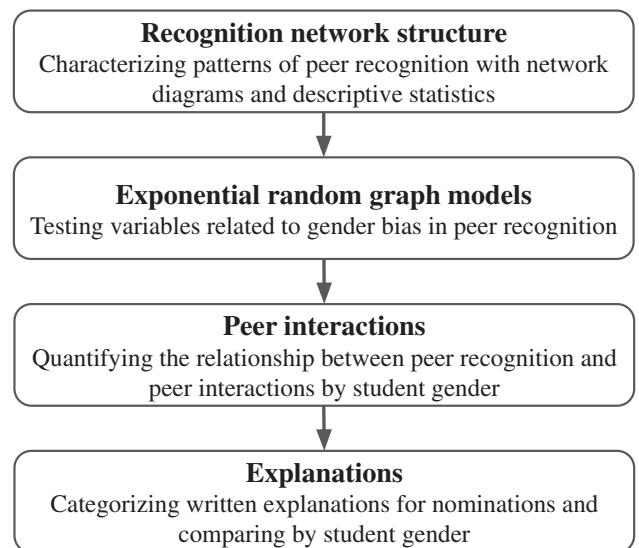 Recognition network structure
Characterizing patterns of peer recognition with network
diagrams and descriptive statistics
Exponential random graph models
Testing variables related to gender bias in peer recognition
Peer interactions
Quantifying the relationship between peer recognition and
peer interactions by student gender
Explanations
Categorizing written explanations for nominations and
comparing by student gender